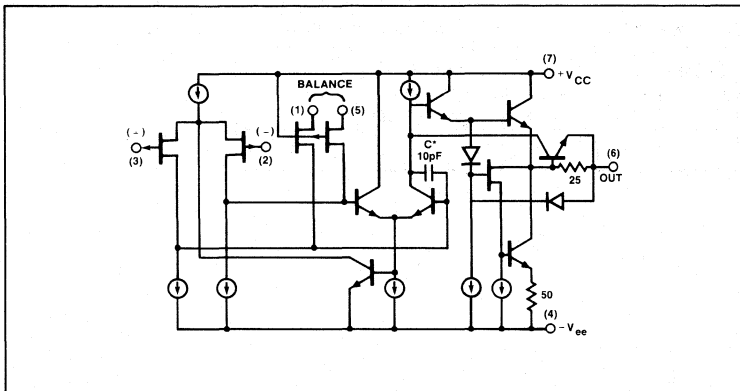 (7)
+ VCC
BALANCE
(1) (5)
(-) (-)
(3) (2)
C*
10pF
(6)
OUT
25
50
(4)
- Vee